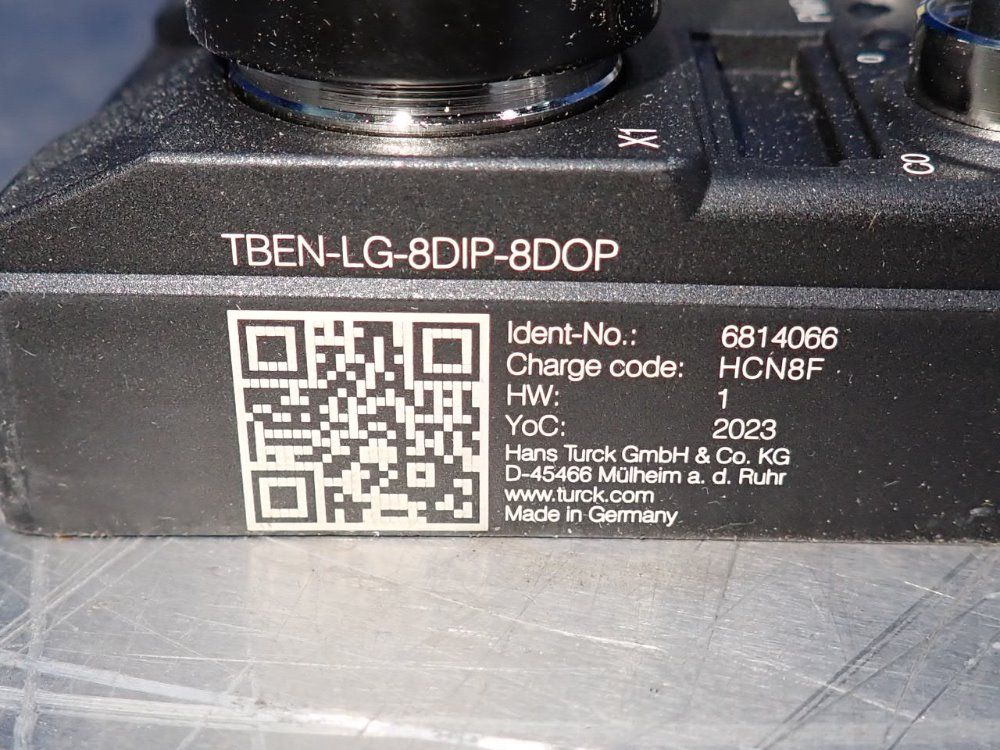 X1
C0
TBEN-LG-8DIP-8DOP
Ident-No.: 6814066
Charge code: HCN8F
HW: 1
YoC: 2023
Hans Turck GmbH & Co. KG
D-45466 Mülheim a. d. Ruhr
www.turck.com
Made in Germany